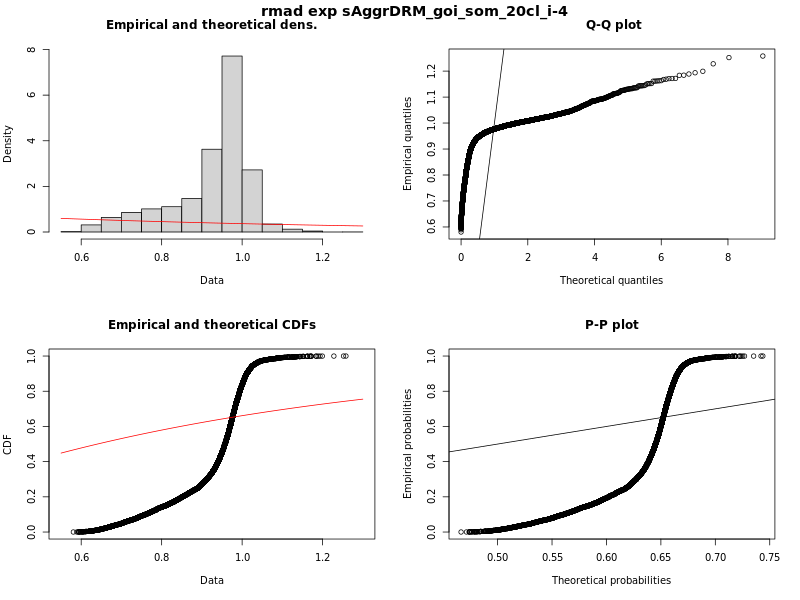 rmad exp sAggrDRM_goi_som_20cl_i-4
Empirical and theoretical dens.
Density
0 2 4 6 8
0.6 0.8 1.0 1.2
Data
Q-Q plot
Empirical quantiles
0.6 0.7 0.8 0.9 1.0 1.1 1.2
0 2 4 6 8
Theoretical quantiles
Empirical and theoretical CDFs
CDF
0.0 0.2 0.4 0.6 0.8 1.0
0.6 0.8 1.0 1.2
Data
P-P plot
Empirical probabilities
0.0 0.2 0.4 0.6 0.8 1.0
0.50 0.55 0.60 0.65 0.70 0.75
Theoretical probabilities